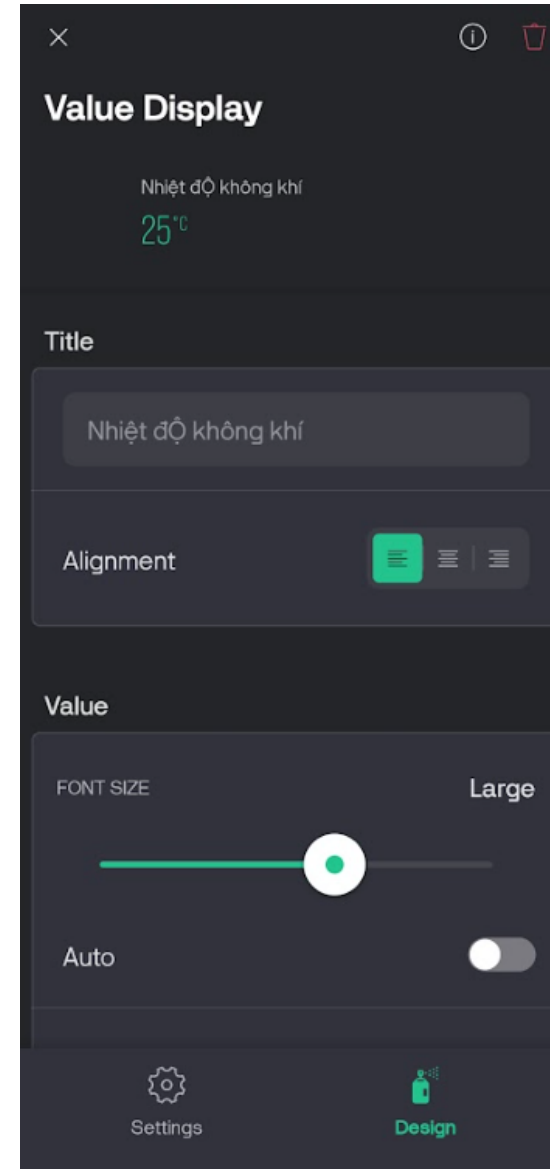 Value Display
Nhiệt đỘ không khí
25°C
Title
Nhiệt đỘ không khí
Alignment
Value
FONT SIZE
Large
Auto
Settings
Design